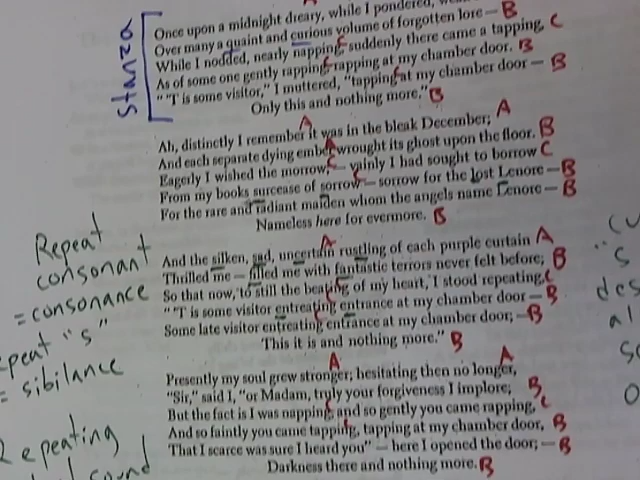 Once upon a midnight dreary, while I pondered,
Over many a quaint and curious volume of forgotten lore — B
While I nodded, nearly napping, suddenly there came a tapping, C
As of some one gently rapping, rapping at my chamber door. B
"'T is some visitor," I muttered, "tapping at my chamber door — B
Only this and nothing more." B
Stanza
Ah, distinctly I remember it was in the bleak December; A
And each separate dying ember wrought its ghost upon the floor. B
Eagerly I wished the morrow; — vainly I had sought to borrow C
From my books surcease of sorrow — sorrow for the lost Lenore — B
For the rare and radiant maiden whom the angels name Lenore — B
Nameless here for evermore. B
And the silken, sad, uncertain rustling of each purple curtain A
Thrilled me — filled me with fantastic terrors never felt before; B
So that now, to still the beating of my heart, I stood repeating, C
"'T is some visitor entreating entrance at my chamber door — B
Some late visitor entreating entrance at my chamber door; — B
This it is and nothing more." B
Repeat
consonant
= consonance
"s"
= sibilance
Presently my soul grew stronger; hesitating then no longer, A
"Sir," said I, "or Madam, truly your forgiveness I implore; B
But the fact is I was napping, and so gently you came rapping, C
And so faintly you came tapping, tapping at my chamber door, B
That I scarce was sure I heard you" — here I opened the door; — B
Darkness there and nothing more. B
Repeating
sound